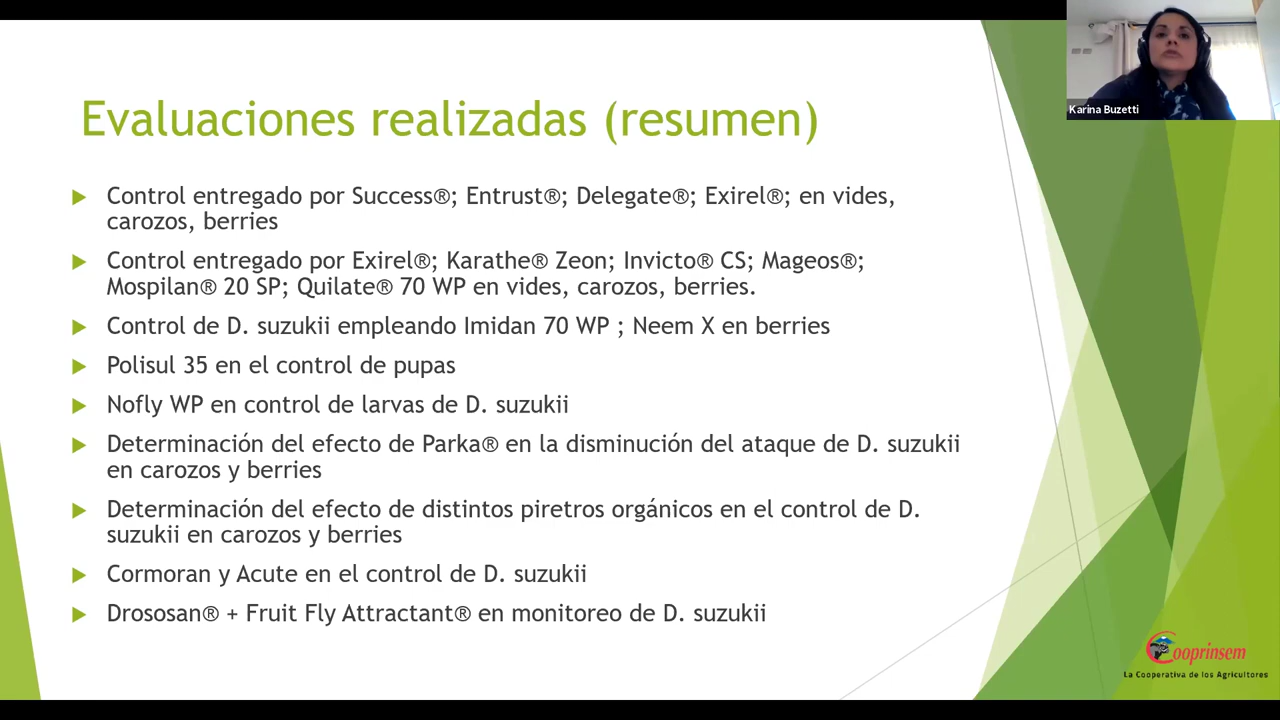 Karina Buzetti
Evaluaciones realizadas (resumen)
Control entregado por Success®; Entrust®; Delegate®; Exirel®; en vides,
carozos, berries
Control entregado por Exirel®; Karathe® Zeon; Invicto® CS; Mageos®;
Mospilan® 20 SP; Quilate® 70 WP en vides, carozos, berries.
Control de D. suzukii empleando Imidan 70 WP ; Neem X en berries
Polisul 35 en el control de pupas
Nofly WP en control de larvas de D. suzukii
Determinación del efecto de Parka® en la disminución del ataque de D. suzukii
en carozos y berries
Determinación del efecto de distintos piretros orgánicos en el control de D.
suzukii en carozos y berries
Cormoran y Acute en el control de D. suzukii
Drososan® + Fruit Fly Attractant® en monitoreo de D. suzukii
Cooprinsem
La Cooperativa de los Agricultores